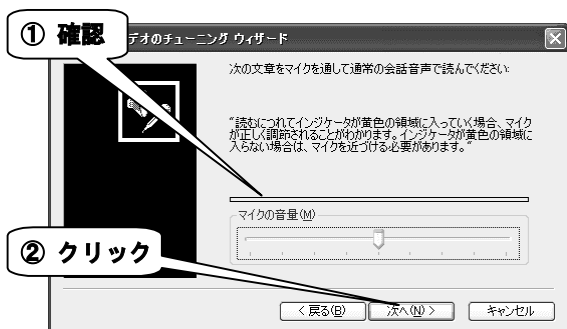 ① 確認
デオのチューニング ウィザード
次の文章をマイクを通して通常の会話音声で読んでください:
"読むにつれてインジケータが黄色の領域に入っていく場合、マイク
が正しく調節されることがわかります。インジケータが黄色の領域に
入らない場合は、マイクを近づける必要があります。"
マイクの音量(M)
② クリック
< 戻る(B)
次へ(N) >
キャンセル